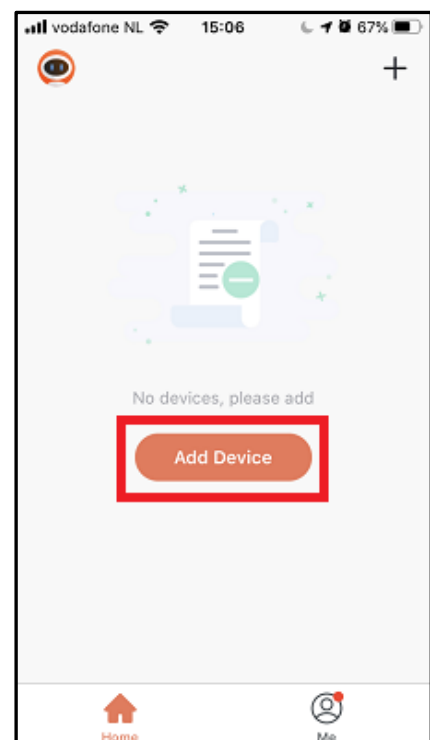 vodafone NL 15:06 67%
+
No devices, please add
Add Device
Home Me